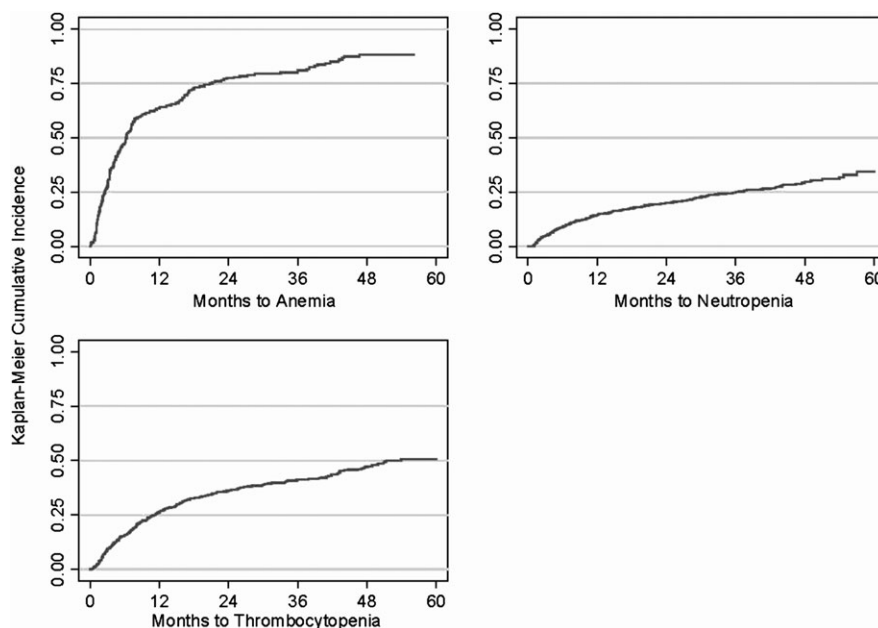 Kaplan-Meier Cumulative Incidence
1.00
0.75
0.50
0.25
0.00
0 12 24 36 48 60
Months to Anemia
1.00
0.75
0.50
0.25
0.00
0 12 24 36 48 60
Months to Neutropenia
1.00
0.75
0.50
0.25
0.00
0 12 24 36 48 60
Months to Thrombocytopenia